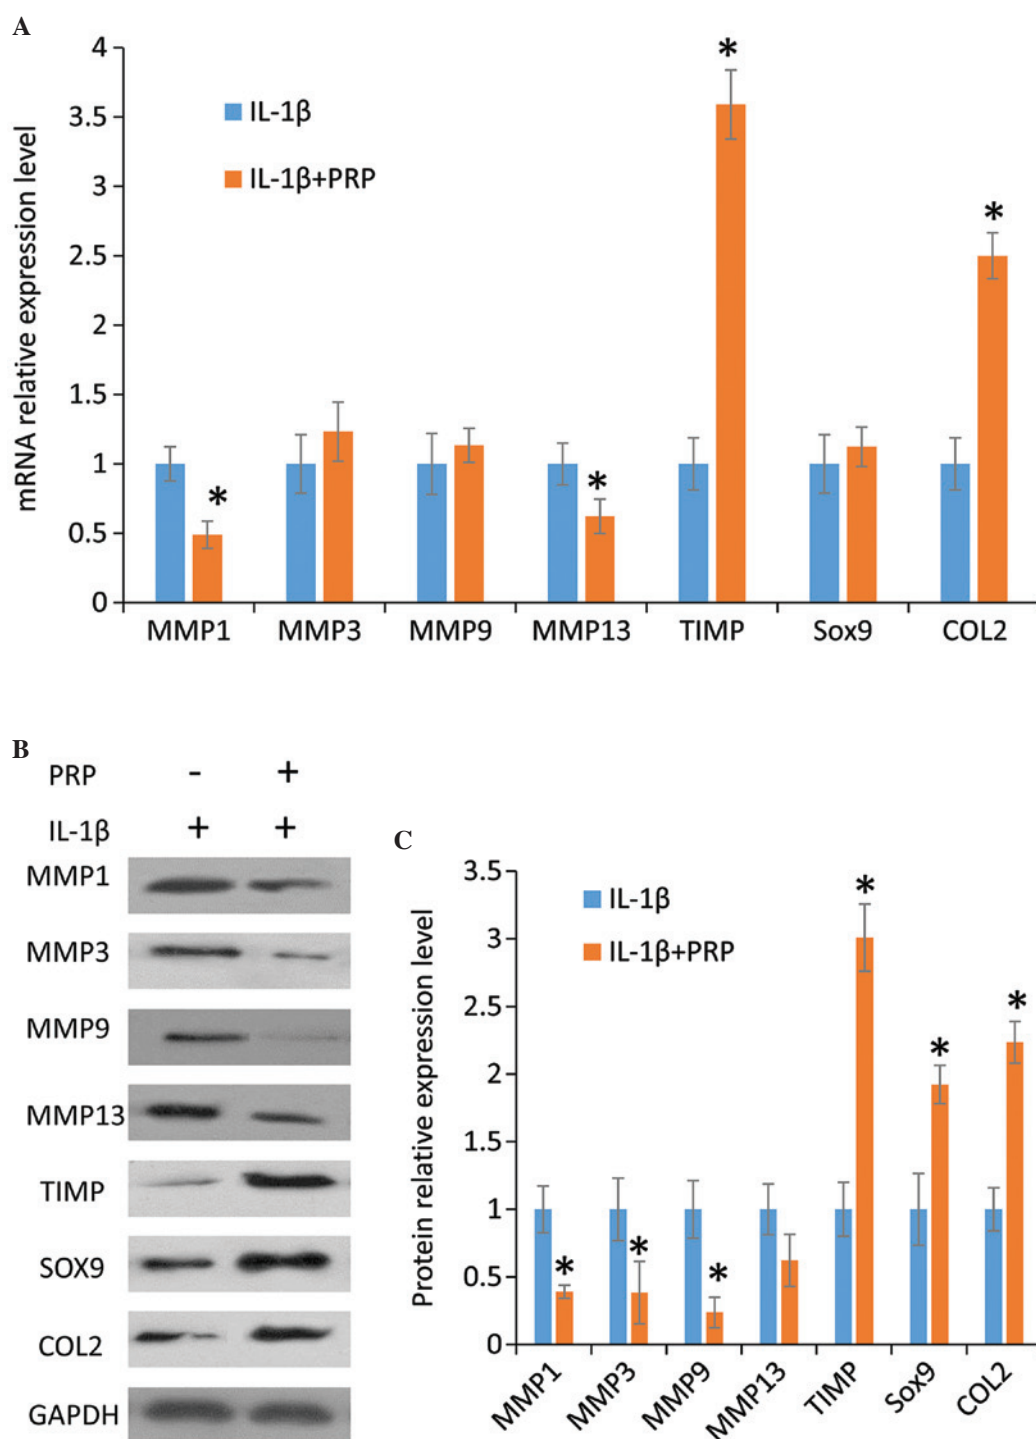 A
mRNA relative expression level
4
3.5
3
2.5
2
1.5
1
0.5
0
IL-1β
IL-1β+PRP
*
*
*
*
MMP1 MMP3 MMP9 MMP13 TIMP Sox9 COL2
B
PRP - +
IL-1β + +
MMP1
MMP3
MMP9
MMP13
TIMP
SOX9
COL2
GAPDH
C
Protein relative expression level
3.5
3
2.5
2
1.5
1
0.5
0
IL-1β
IL-1β+PRP
*
*
*
*
*
*
MMP1 MMP3 MMP9 MMP13 TIMP Sox9 COL2